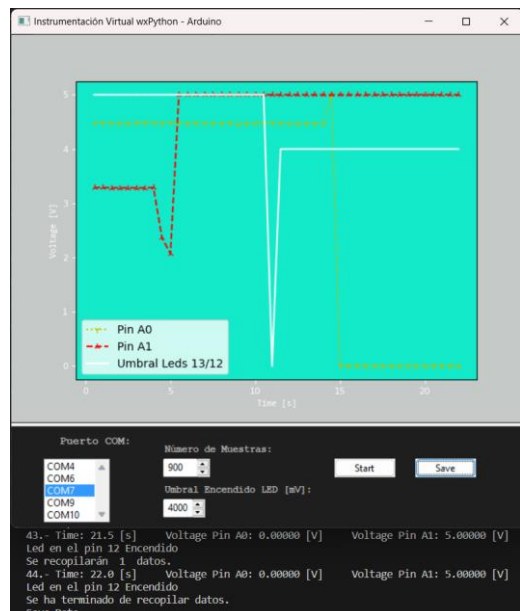 Instrumentación Virtual wxPython - Arduino
5
4
3
2
1
0
Voltage [V]
Pin A0
Pin A1
Umbral Leds 13/12
0
5
10
15
20
Time [s]
Puerto COM:
COM4
COM6
COM7
COM9
COM10
Número de Muestras:
900
Umbral Encendido LED [mV]:
4000
Start
Save
43.- Time: 21.5 [s] Voltage Pin A0: 0.00000 [V] Voltage Pin A1: 5.00000 [V]
Led en el pin 12 Encendido
Se recopilarán 1 datos.
44.- Time: 22.0 [s] Voltage Pin A0: 0.00000 [V] Voltage Pin A1: 5.00000 [V]
Led en el pin 12 Encendido
Se ha terminado de recopilar datos.